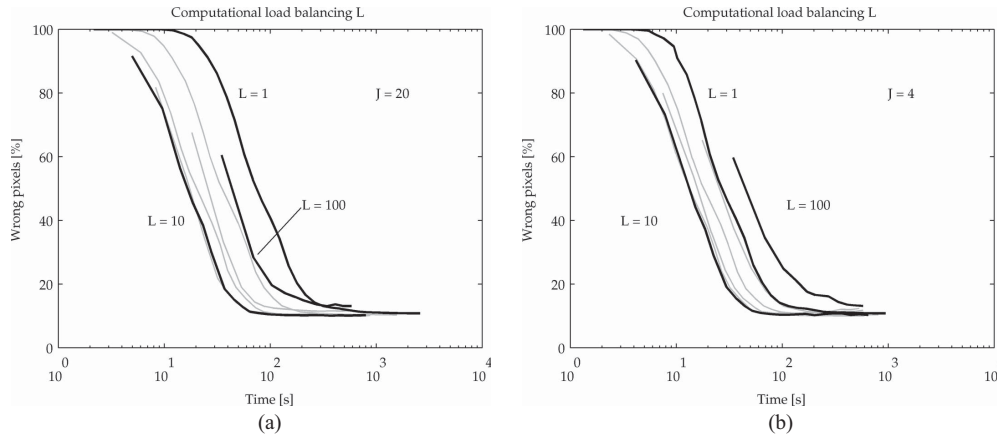 Computational load balancing L
100
80
60
40
20
0
Wrong pixels [%]
L = 1
J = 20
L = 10
L = 100
0 1 2 3 4
10 10 10 10 10
Time [s]
(a)
Computational load balancing L
100
80
60
40
20
0
Wrong pixels [%]
L = 1
J = 4
L = 10
L = 100
0 1 2 3 4
10 10 10 10 10
Time [s]
(b)